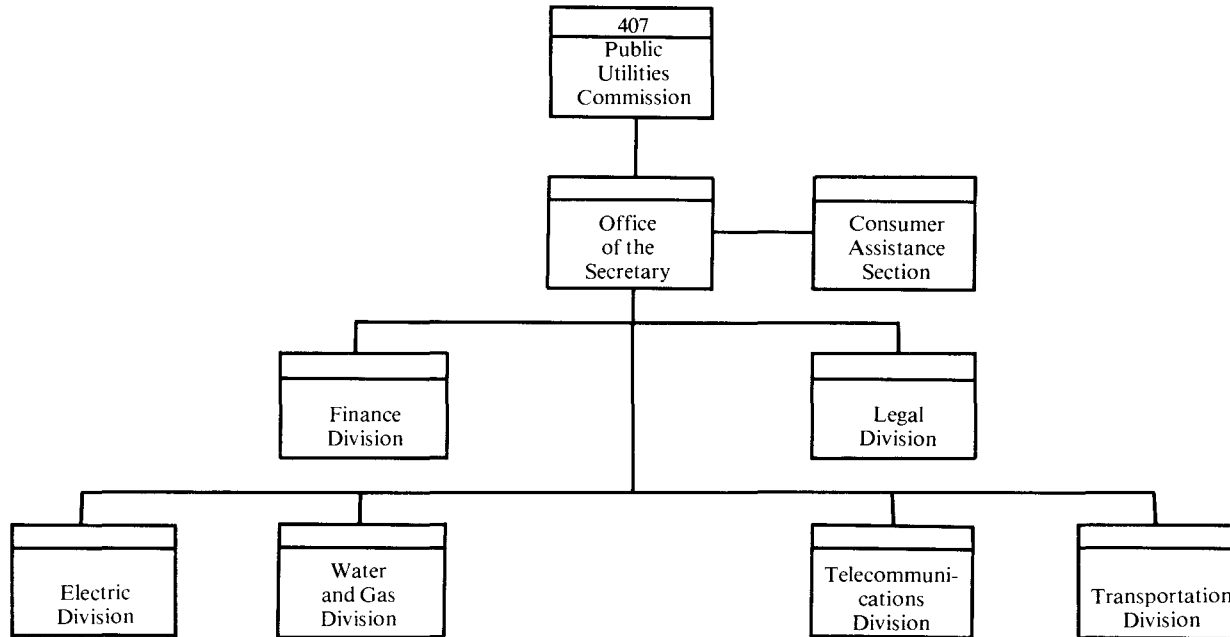 407
Public
Utilities
Commission
Office
of the
Secretary
Consumer
Assistance
Section
Finance
Division
Legal
Division
Electric
Division
Water
and Gas
Division
Telecommuni-
cations
Division
Transportation
Division